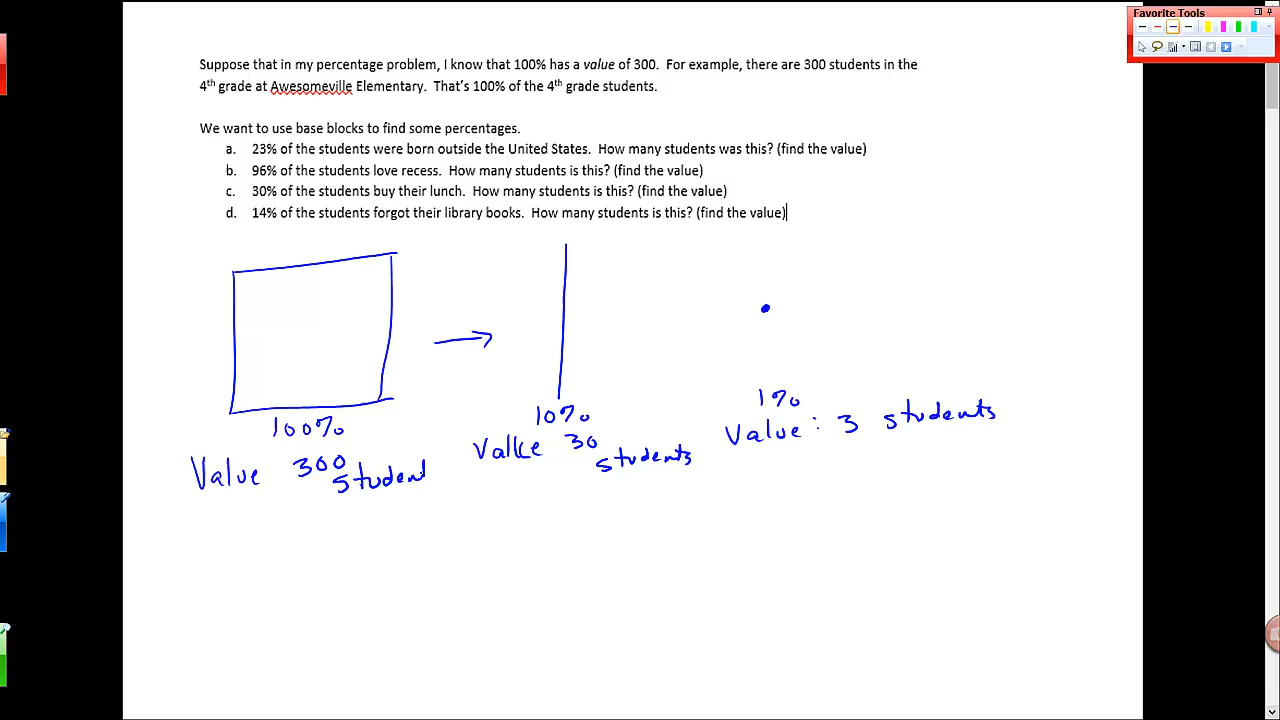 Favorite Tools
Suppose that in my percentage problem, I know that 100% has a value of 300.  For example, there are 300 students in the
4th grade at Awesomeville Elementary.  That's 100% of the 4th grade students.
We want to use base blocks to find some percentages.
a. 23% of the students were born outside the United States.  How many students was this? (find the value)
b. 96% of the students love recess.  How many students is this? (find the value)
c. 30% of the students buy their lunch.  How many students is this? (find the value)
d. 14% of the students forgot their library books.  How many students is this? (find the value)
100%
Value 300
student
10%
Value 30
students
1%
Value: 3 students